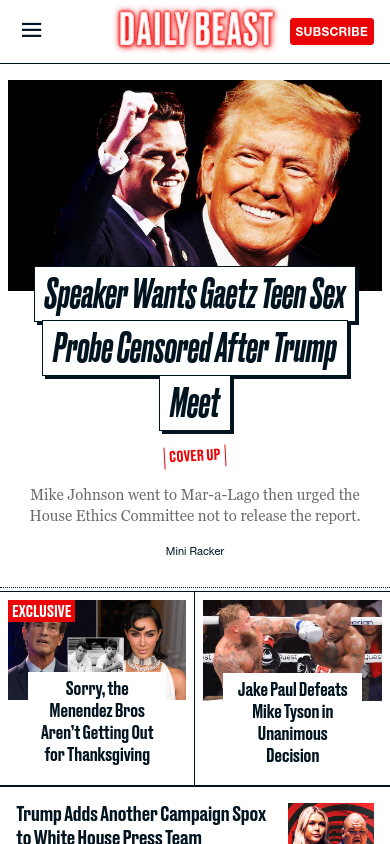 DAILY BEAST
SUBSCRIBE
Speaker Wants Gaetz Teen Sex
Probe Censored After Trump
Meet
COVER UP
Mike Johnson went to Mar-a-Lago then urged the
House Ethics Committee not to release the report.
Mini Racker
EXCLUSIVE
Sorry, the
Menendez Bros
Aren’t Getting Out
for Thanksgiving
Jake Paul Defeats
Mike Tyson in
Unanimous
Decision
Trump Adds Another Campaign Spox
to White House Press Team